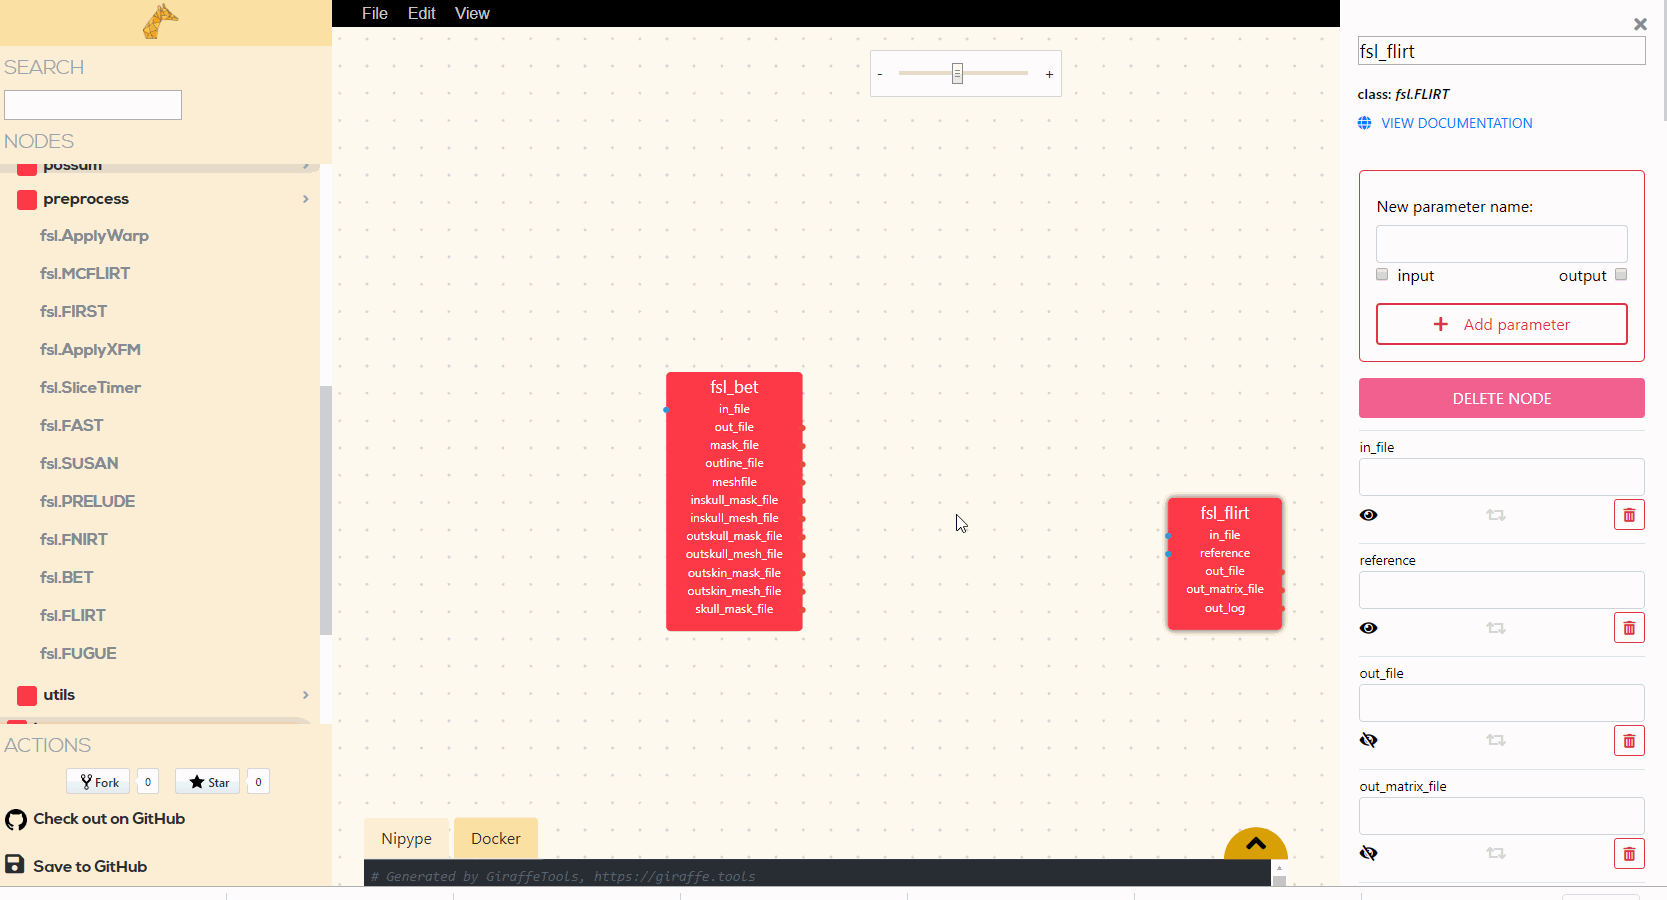 File Edit View
SEARCH
NODES
possum
preprocess
fsl.ApplyWarp
fsl.MCFLIRT
fsl.FIRST
fsl.ApplyXFM
fsl.SliceTimer
fsl.FAST
fsl.SUSAN
fsl.PRELUDE
fsl.FNIRT
fsl.BET
fsl.FLIRT
fsl.FUGUE
utils
ACTIONS
Fork 0 Star 0
Check out on GitHub
Save to GitHub
- +
fsl_bet
in_file
out_file
mask_file
outline_file
meshfile
inskull_mask_file
inskull_mesh_file
outskull_mask_file
outskull_mesh_file
outskin_mask_file
outskin_mesh_file
skull_mask_file
fsl_flirt
in_file
reference
out_file
out_matrix_file
out_log
Nipype Docker
# Generated by GiraffeTools, https://giraffe.tools
fsl_flirt
class: fsl.FLIRT
VIEW DOCUMENTATION
New parameter name:
input output
+ Add parameter
DELETE NODE
in_file
reference
out_file
out_matrix_file